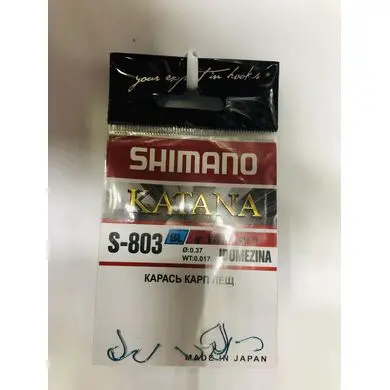 your expert in hooks
SHIMANO
KATANA
S-803 BL
Ø:0.37
WT:0.017
IDUMEZINA
КАРАСЬ КАРП ЛЕЩ
MADE IN JAPAN